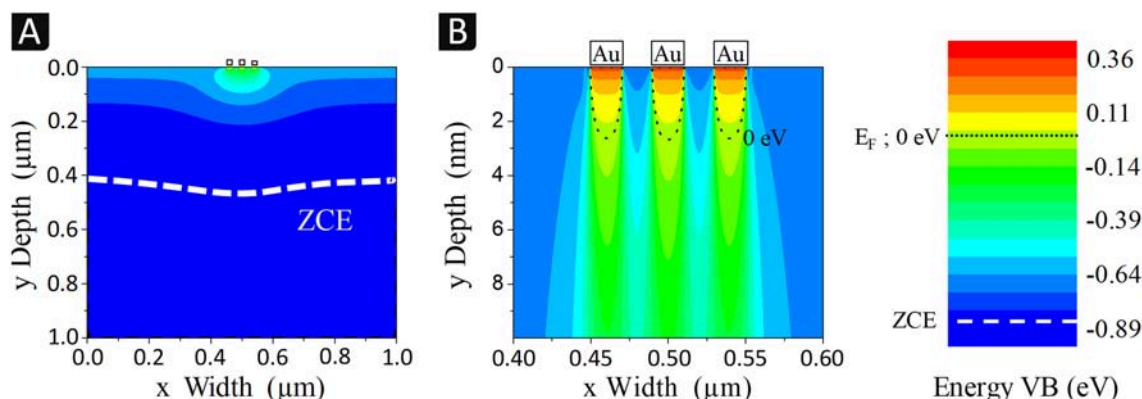 A
0.0
0.2
0.4
0.6
0.8
1.0
y Depth (μm)
ZCE
0.0 0.2 0.4 0.6 0.8 1.0
x Width (μm)
B
Au Au Au
0
2
4
6
8
y Depth (nm)
0 eV
0.40 0.45 0.50 0.55 0.60
x Width (μm)
0.36
0.11
E_F ; 0 eV
-0.14
-0.39
-0.64
ZCE -0.89
Energy VB (eV)